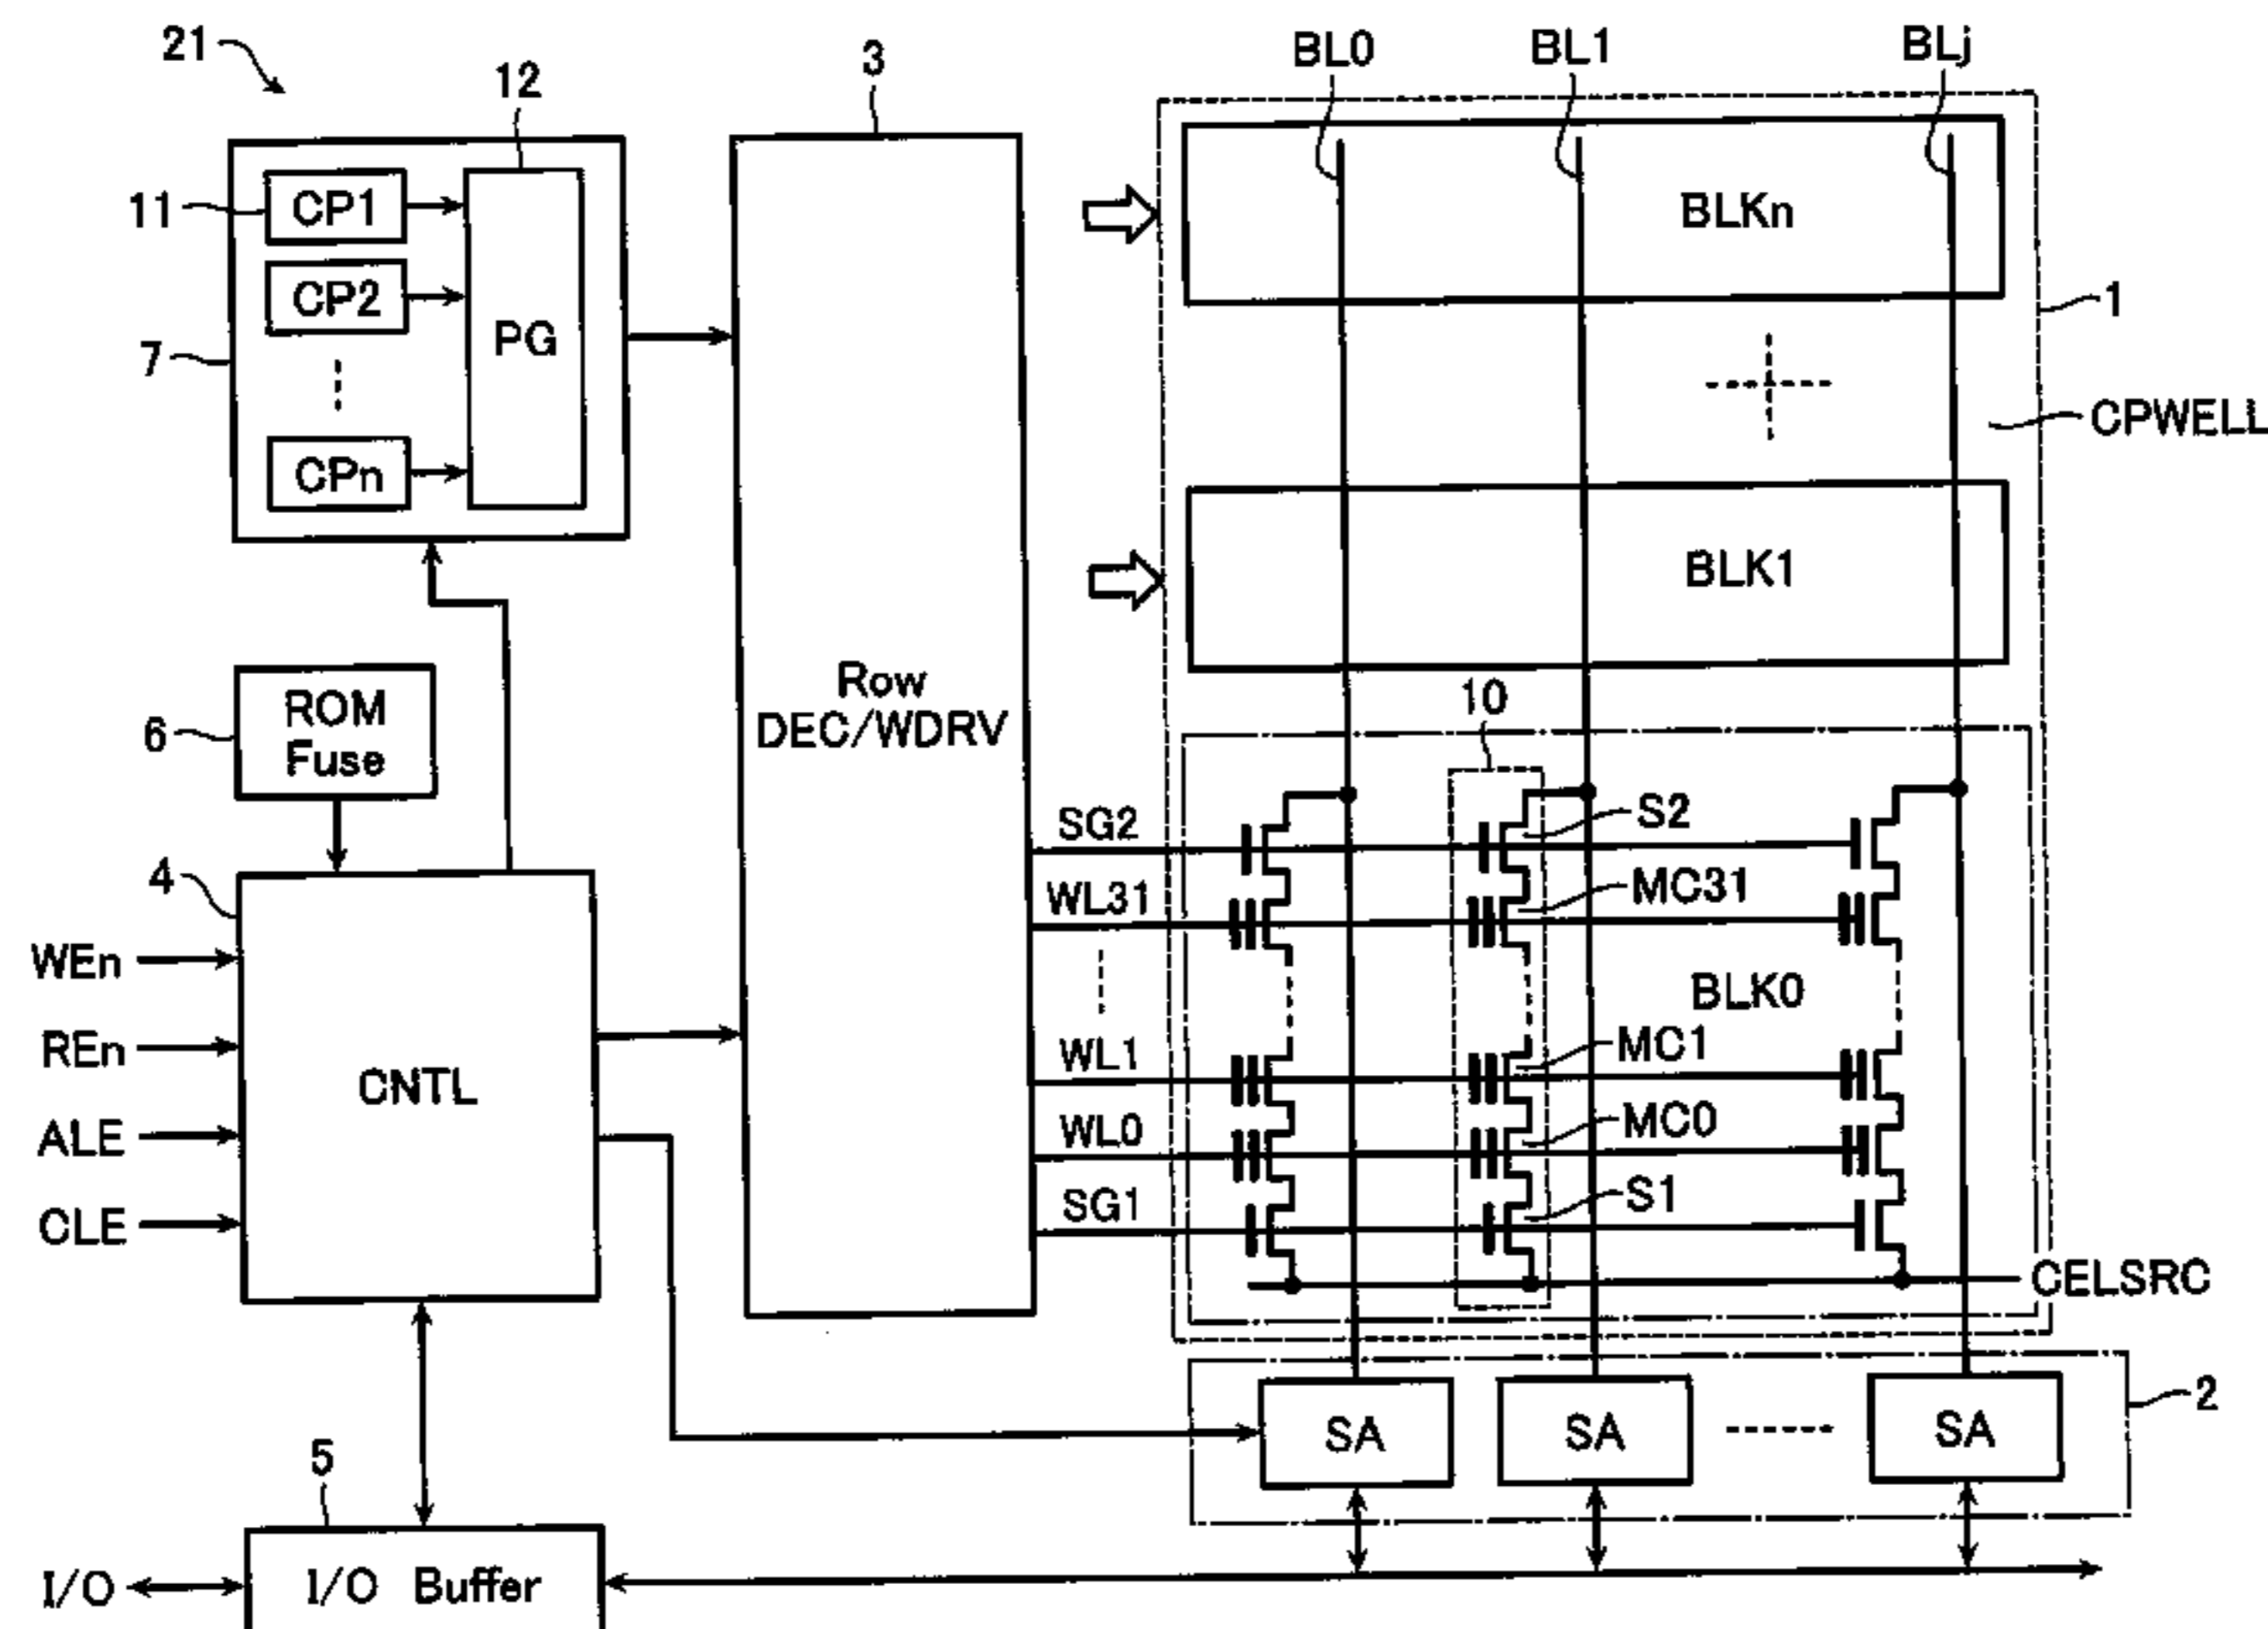 21
12
3
BL0
BL1
BLj
11
CP1
CP2
CPn
PG
7
BLKn
1
CPWELL
BLK1
Row
DEC/WDRV
10
ROM
Fuse
6
4
SG2
WL31
WL1
WL0
SG1
S2
MC31
BLK0
MC1
MC0
S1
CELSRC
WEn
REn
ALE
CLE
CNTL
SA
SA
SA
2
5
I/O
I/O Buffer